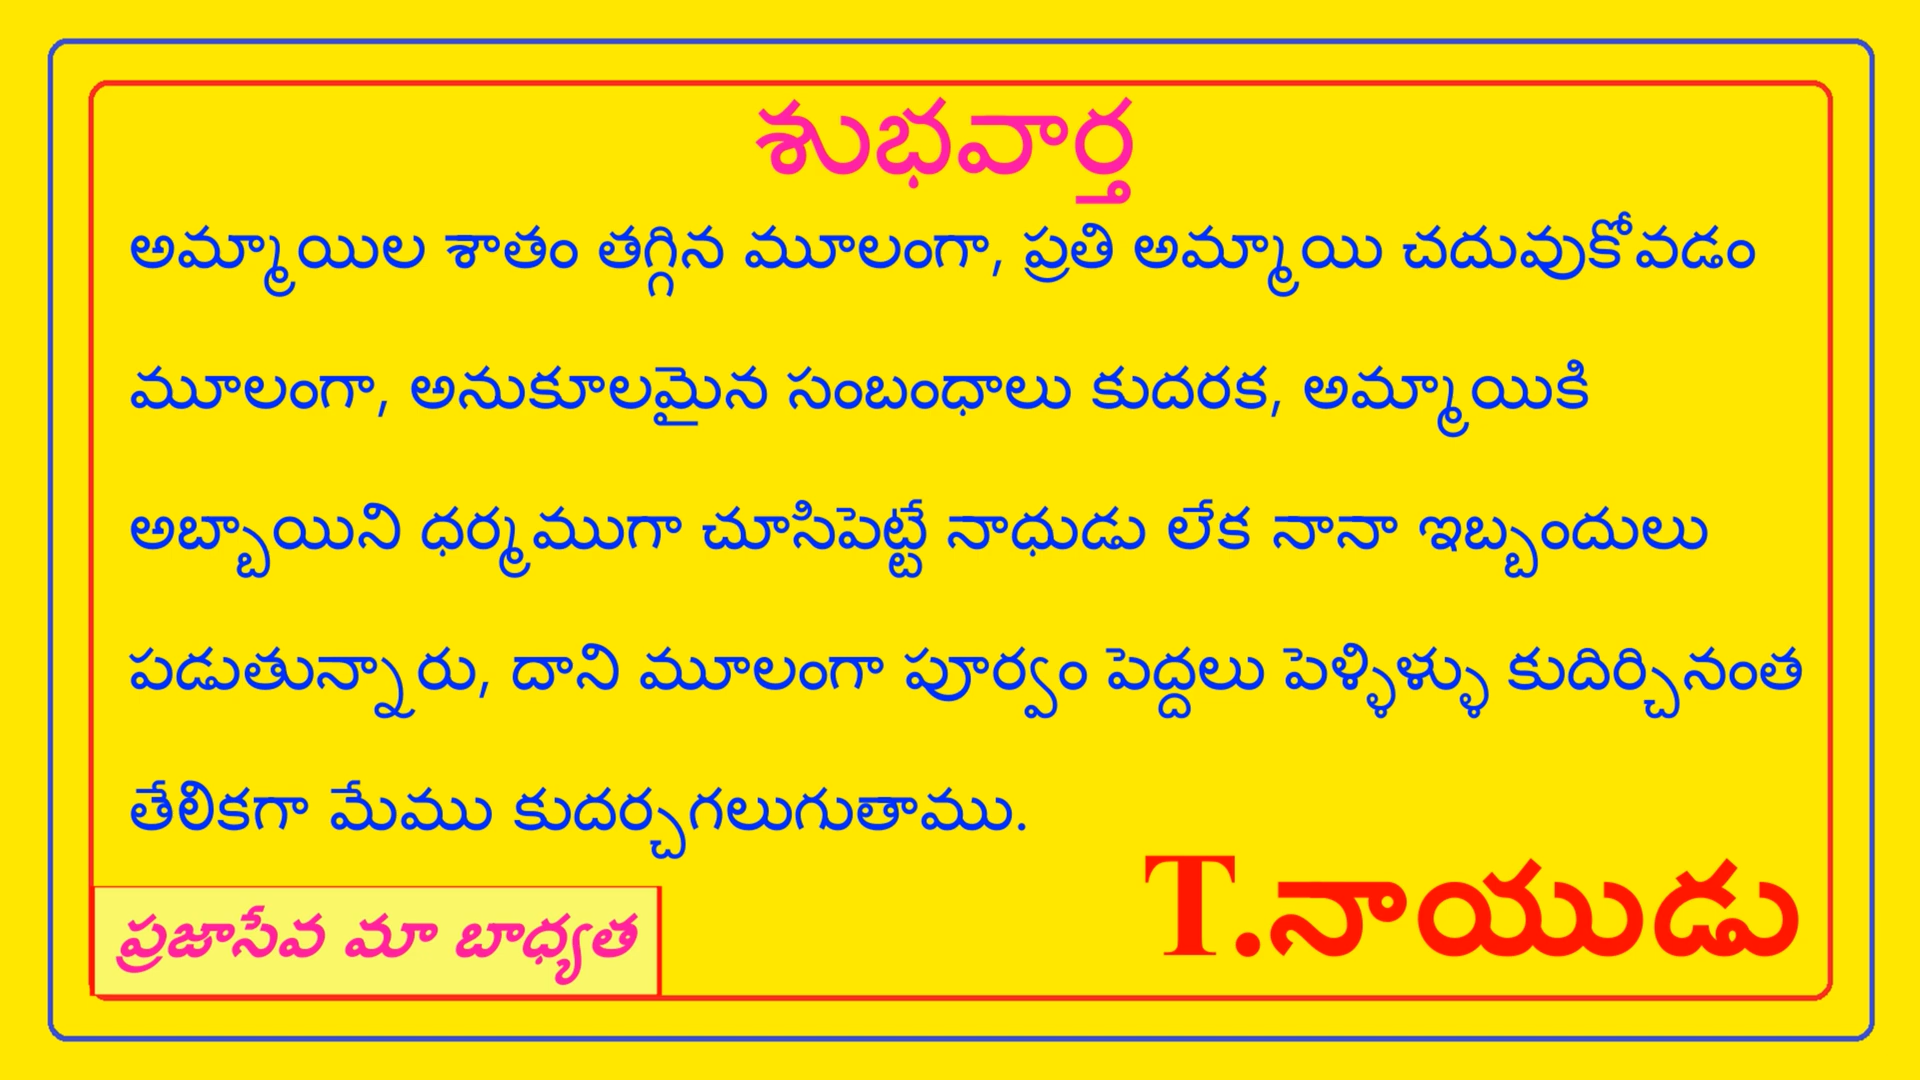 శుభవార్త
అమ్మాయిల శాతం తగ్గిన మూలంగా, ప్రతి అమ్మాయి చదువుకోవడం
మూలంగా, అనుకూలమైన సంబంధాలు కుదరక, అమ్మాయికి
అబ్బాయిని ధర్మముగా చూసిపెట్టే నాధుడు లేక నానా ఇబ్బందులు
పడుతున్నారు, దాని మూలంగా పూర్వం పెద్దలు పెళ్ళిళ్ళు కుదిర్చినంత
తేలికగా మేము కుదర్చగలుగుతాము.
T.నాయుడు
ప్రజాసేవ మా బాధ్యత